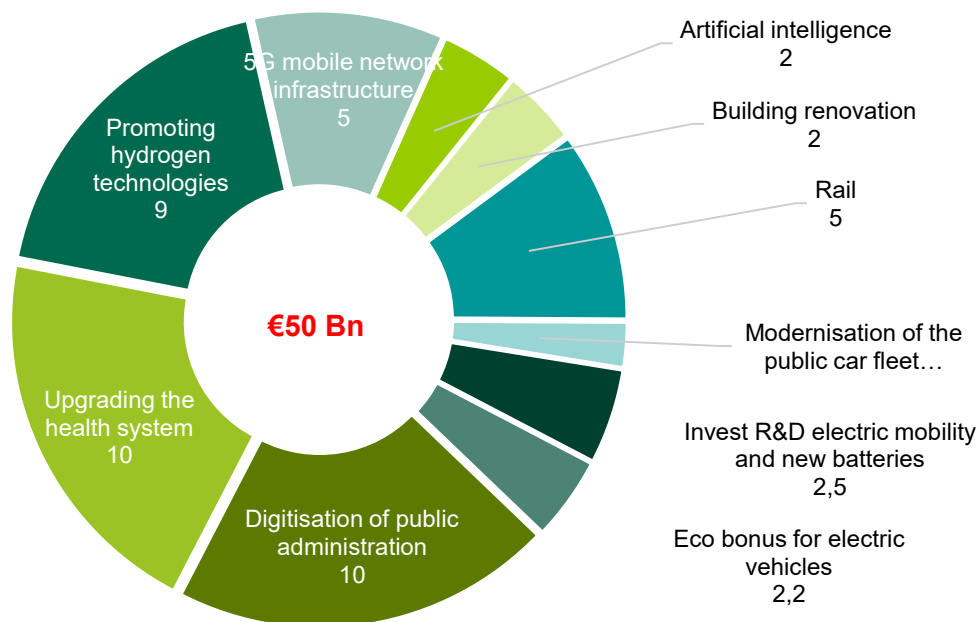 5G mobile network
infrastructure
5
Artificial intelligence
2
Building renovation
2
Rail
5
Modernisation of the
public car fleet…
Invest R&D electric mobility
and new batteries
2,5
Eco bonus for electric
vehicles
2,2
Digitisation of public
administration
10
Upgrading the
health system
10
Promoting
hydrogen
technologies
9
€50 Bn